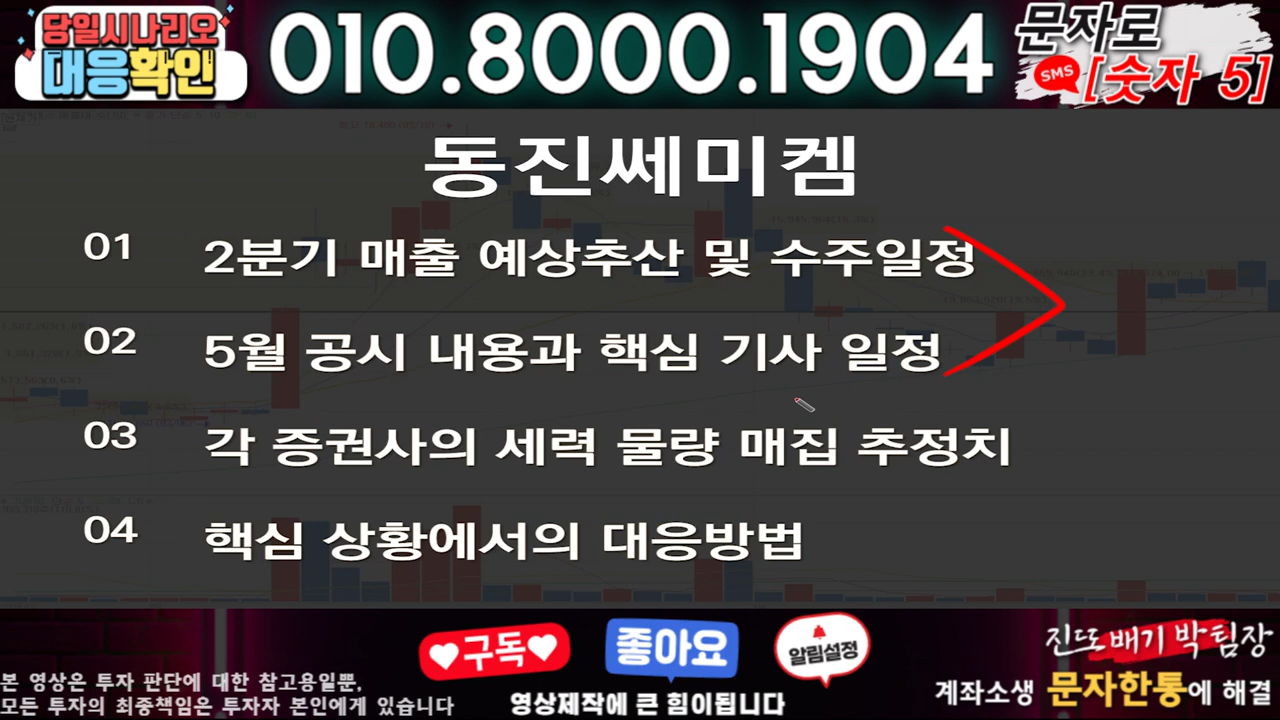 당일시나리오
대응확인
010.8000.1904
문자로
SMS [숫자 5]
동진쎄미켐
01 2분기 매출 예상추산 및 수주일정
02 5월 공시 내용과 핵심 기사 일정
03 각 증권사의 세력 물량 매집 추정치
04 핵심 상황에서의 대응방법
구독
좋아요
알림설정
영상제작에 큰 힘이됩니다
본 영상은 투자 판단에 대한 참고용일뿐,
모든 투자의 최종책임은 투자자 본인에게 있습니다
진또배기 박팀장
계좌소생 문자한통에 해결